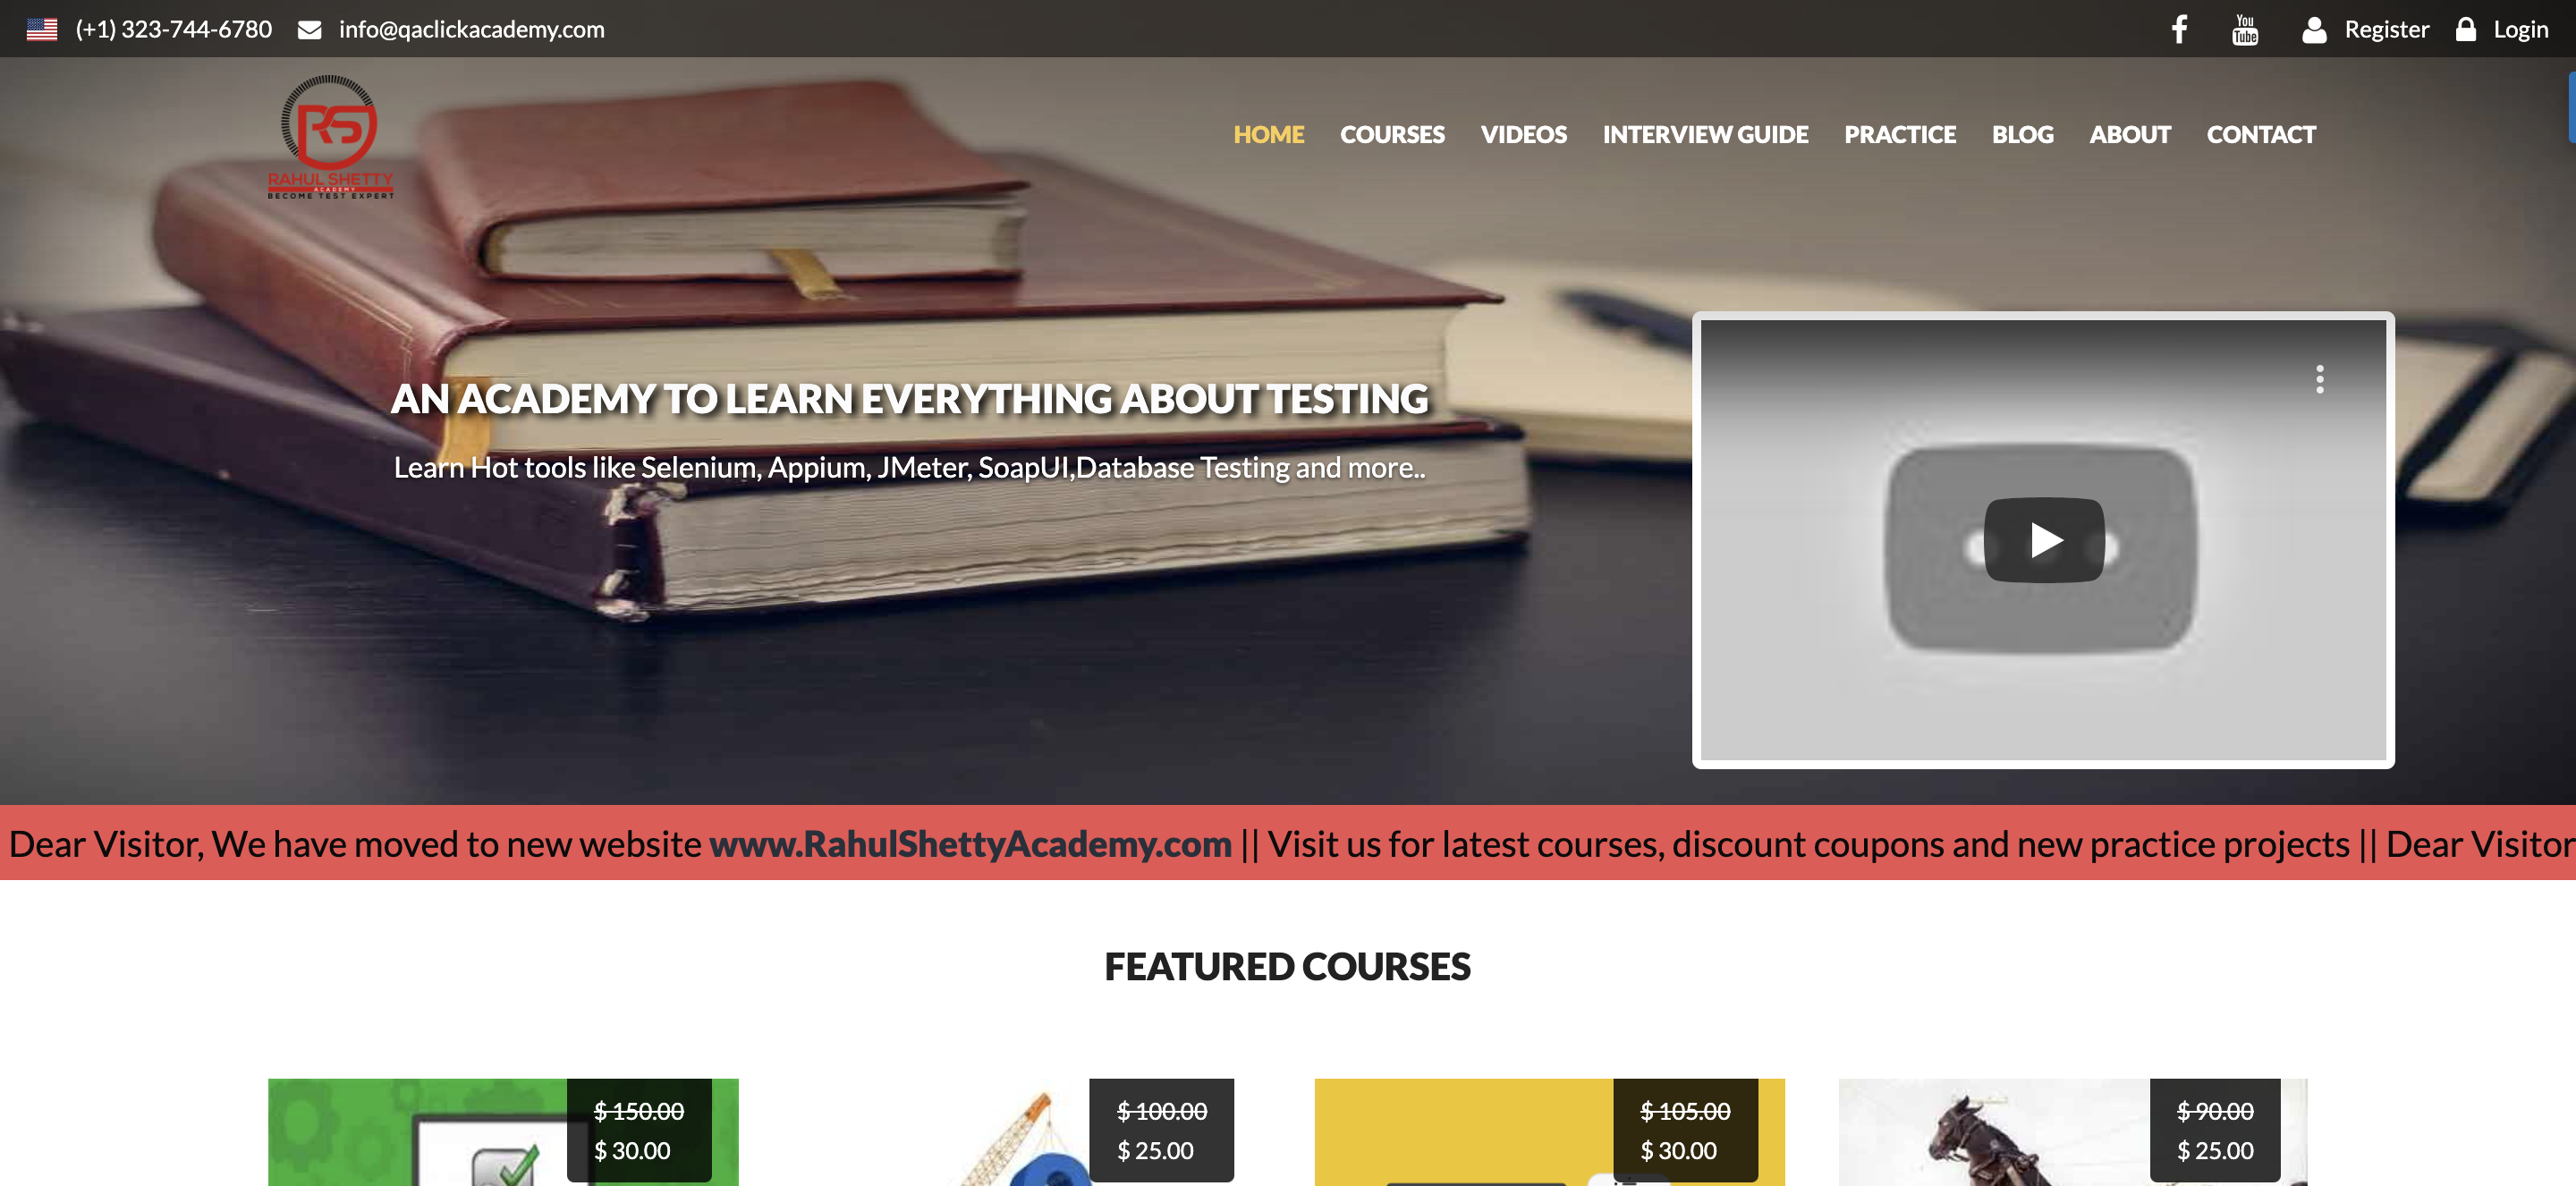 (+1) 323-744-6780 info@qaclickacademy.com You Tube Register Login
RS
RAHUL SHETTY
ACADEMY
BECOME TEST EXPERT
HOME COURSES VIDEOS INTERVIEW GUIDE PRACTICE BLOG ABOUT CONTACT
AN ACADEMY TO LEARN EVERYTHING ABOUT TESTING
Learn Hot tools like Selenium, Appium, JMeter, SoapUI,Database Testing and more..
Dear Visitor, We have moved to new website www.RahulShettyAcademy.com || Visit us for latest courses, discount coupons and new practice projects || Dear Visitor
FEATURED COURSES
$ 150.00 $ 100.00 $ 105.00 $ 90.00
$ 30.00 $ 25.00 $ 30.00 $ 25.00